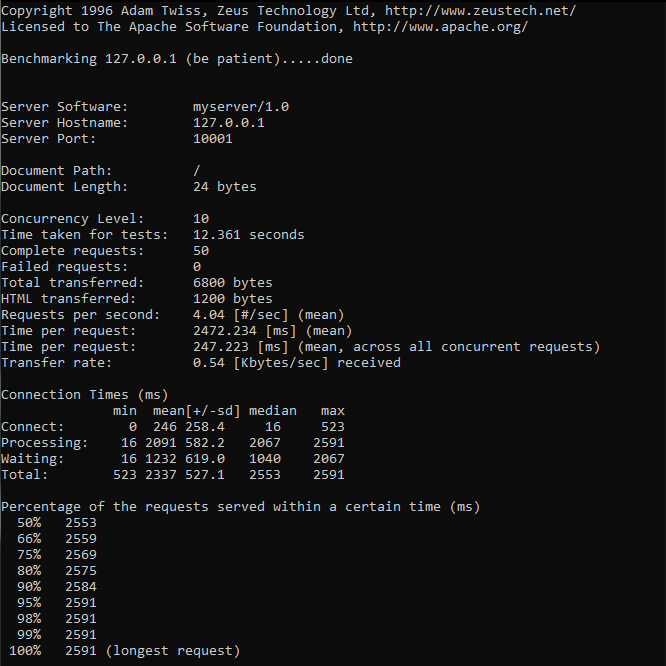 Copyright 1996 Adam Twiss, Zeus Technology Ltd, http://www.zeustech.net/
Licensed to The Apache Software Foundation, http://www.apache.org/

Benchmarking 127.0.0.1 (be patient).....done


Server Software:        myserver/1.0
Server Hostname:        127.0.0.1
Server Port:            10001

Document Path:          /
Document Length:        24 bytes

Concurrency Level:      10
Time taken for tests:   12.361 seconds
Complete requests:      50
Failed requests:        0
Total transferred:      6800 bytes
HTML transferred:       1200 bytes
Requests per second:    4.04 [#/sec] (mean)
Time per request:       2472.234 [ms] (mean)
Time per request:       247.223 [ms] (mean, across all concurrent requests)
Transfer rate:          0.54 [Kbytes/sec] received

Connection Times (ms)
              min  mean[+/-sd] median   max
Connect:        0  246 258.4     16     523
Processing:    16 2091 582.2   2067    2591
Waiting:       16 1232 619.0   1040    2067
Total:        523 2337 527.1   2553    2591

Percentage of the requests served within a certain time (ms)
  50%   2553
  66%   2559
  75%   2569
  80%   2575
  90%   2584
  95%   2591
  98%   2591
  99%   2591
 100%   2591 (longest request)